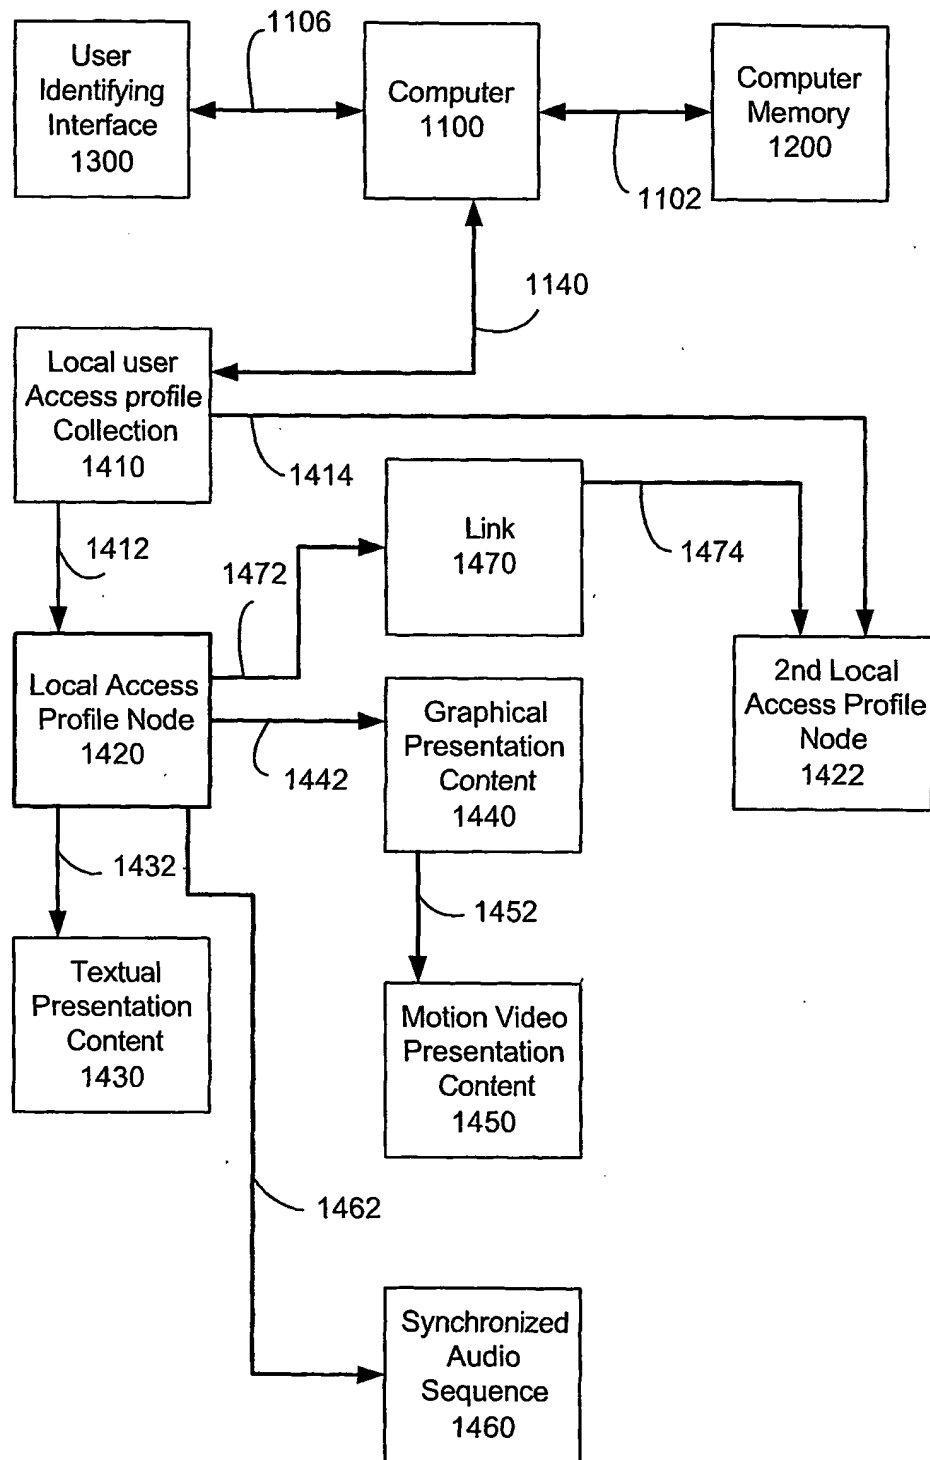 1106
User
Identifying
Interface
1300
Computer
1100
Computer
Memory
1200
1102
1140
Local user
Access profile
Collection
1410
1414
Link
1470
1474
1412
1472
Local Access
Profile Node
1420
1442
Graphical
Presentation
Content
1440
2nd Local
Access Profile
Node
1422
1432
1452
Textual
Presentation
Content
1430
Motion Video
Presentation
Content
1450
1462
Synchronized
Audio
Sequence
1460